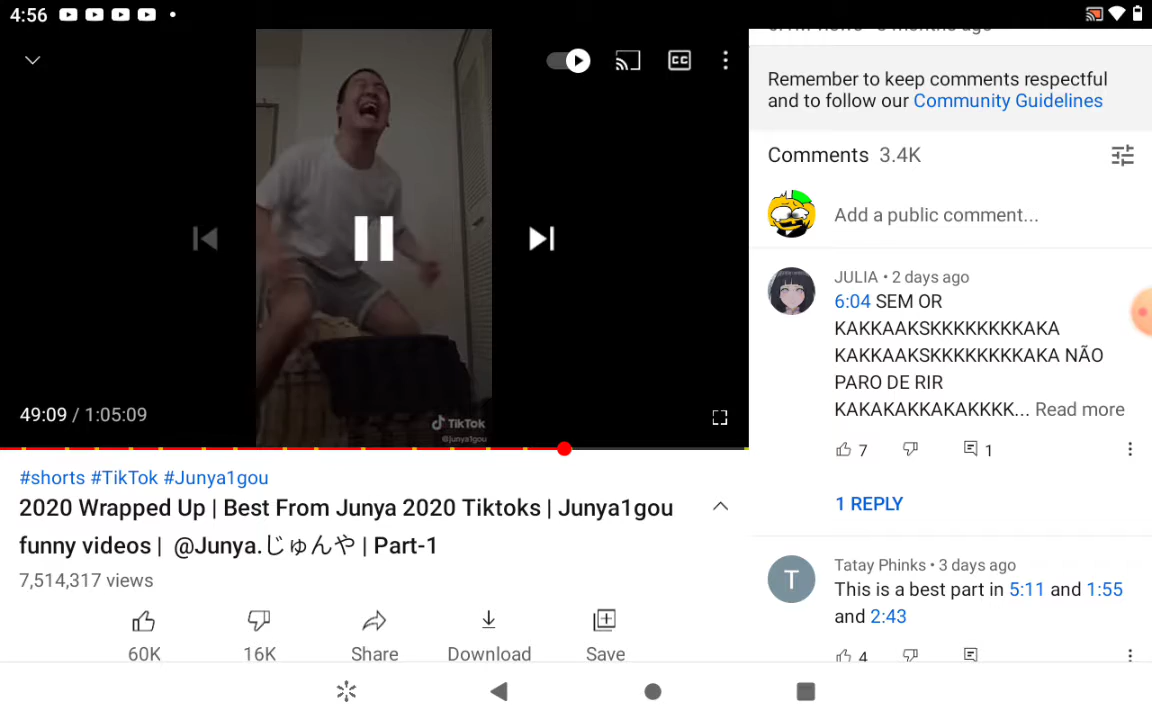 4:56
CC
49:09 / 1:05:09
TikTok
@junya1gou
#shorts #TikTok #Junya1gou
2020 Wrapped Up | Best From Junya 2020 Tiktoks | Junya1gou
funny videos | @Junya.じゅんや | Part-1
7,514,317 views
60K
16K
Share
Download
Save
Remember to keep comments respectful
and to follow our Community Guidelines
Comments 3.4K
Add a public comment...
JULIA • 2 days ago
6:04 SEM OR
KAKKAAKSKKKKKKKKAKA
KAKKAAKSKKKKKKKKAKA NÃO
PARO DE RIR
KAKAKAKKAKAKKKK... Read more
7
1
1 REPLY
T
Tatay Phinks • 3 days ago
This is a best part in 5:11 and 1:55
and 2:43
4